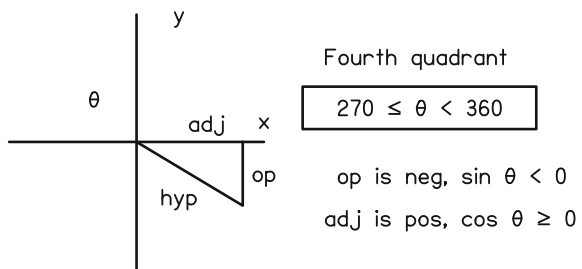 y
θ
adj
x
op
hyp
Fourth quadrant
270 ≤ θ < 360
op is neg, sin θ < 0
adj is pos, cos θ ≥ 0